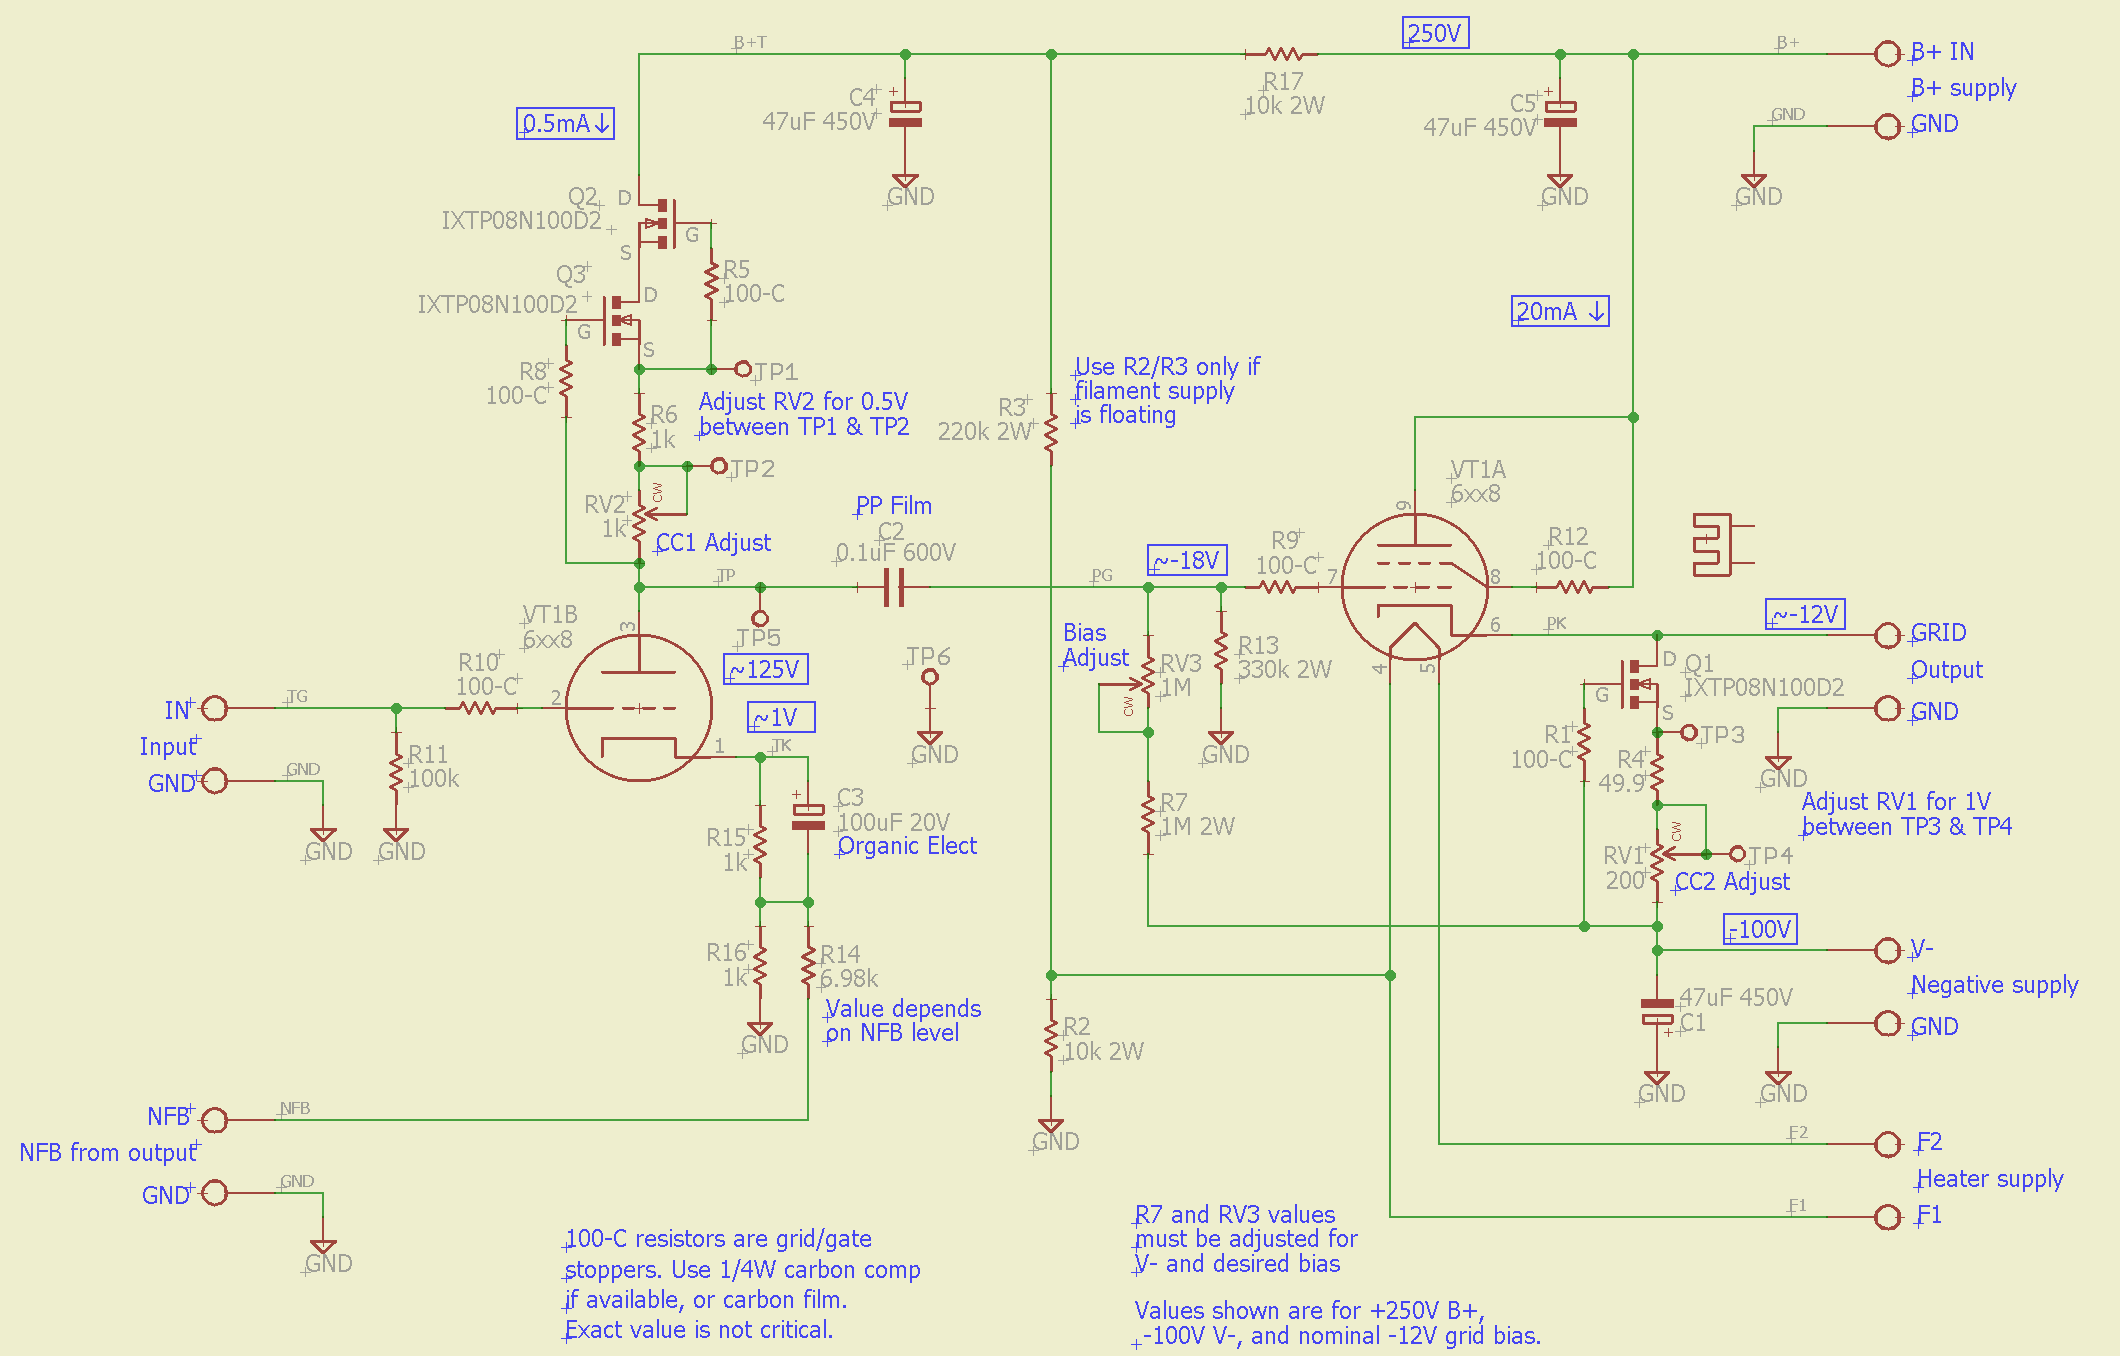 250V
B+T
B+
B+ IN
B+ supply
R17
10k 2W
C4
+
47uF 450V
C5
+
47uF 450V
GND
GND
0.5mA↓
GND
GND
GND
Q2
D
IXTP08N100D2
G
S
Q3
D
IXTP08N100D2
G
S
R5
100-C
20mA ↓
R8
100-C
TP1
Adjust RV2 for 0.5V
between TP1 & TP2
R6
1k
TP2
RV2
1k
CW
CC1 Adjust
Use R2/R3 only if
filament supply
is floating
R3
220k 2W
VT1A
6xx8
9
PP Film
C2
0.1uF 600V
TP
PG
~-18V
R9
100-C
7
8
R12
100-C
6
PK
4
5
~-12V
GRID
Output
GND
VT1B
6xx8
3
TP5
~125V
~1V
TP6
GND
Bias
Adjust
RV3
1M
CW
R13
330k 2W
GND
D
Q1
IXTP08N100D2
G
S
TP3
GND
R1
100-C
R4
49.9
Adjust RV1 for 1V
between TP3 & TP4
CW
RV1
200
TP4
CC2 Adjust
IN
Input
GND
TG
GND
R10
100-C
2
R11
100k
GND
GND
1
TK
R15
1k
+
C3
100uF 20V
Organic Elect
R7
1M 2W
R16
1k
R14
6.98k
Value depends
on NFB level
GND
-100V
V-
Negative supply
GND
47uF 450V
C1
+
GND
GND
R2
10k 2W
GND
NFB
NFB from output
GND
NFB
GND
GND
F2
F2
Heater supply
F1
F1
100-C resistors are grid/gate
stoppers. Use 1/4W carbon comp
if available, or carbon film.
Exact value is not critical.
R7 and RV3 values
must be adjusted for
V- and desired bias
Values shown are for +250V B+,
-100V V-, and nominal -12V grid bias.